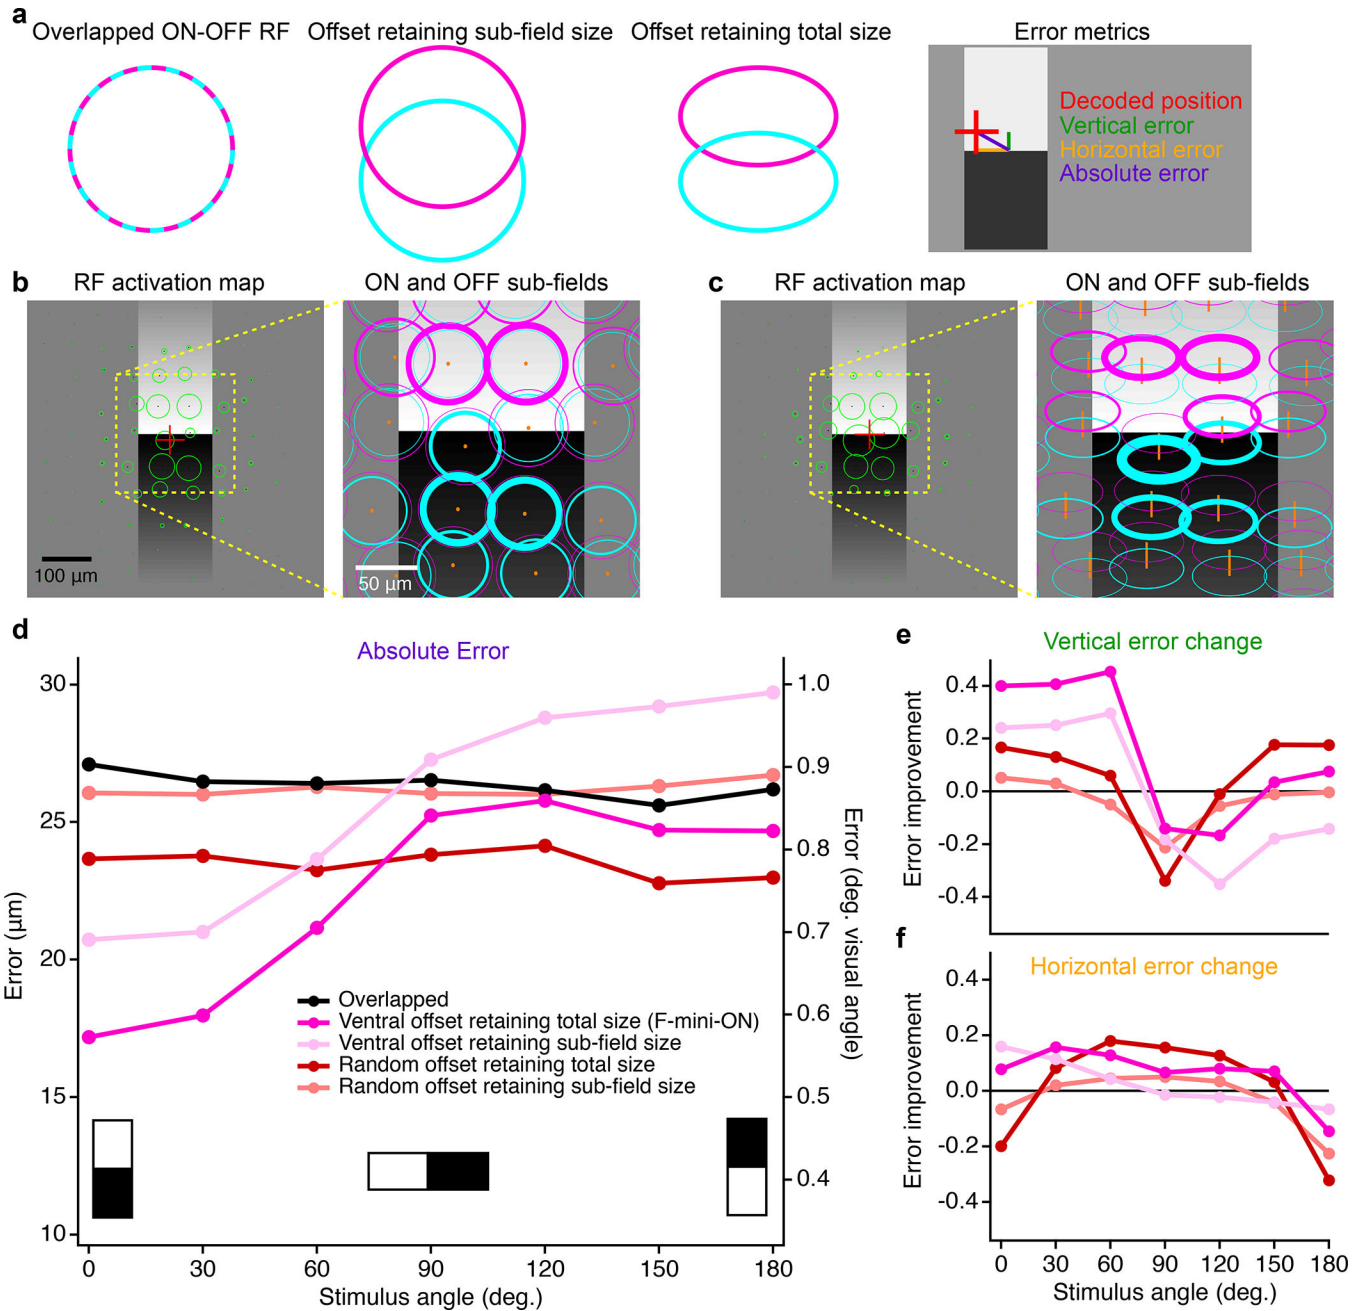 a
Overlapped ON-OFF RF
Offset retaining sub-field size
Offset retaining total size
Error metrics
Decoded position
Vertical error
Horizontal error
Absolute error
b
RF activation map
ON and OFF sub-fields
100 µm
50 µm
c
RF activation map
ON and OFF sub-fields
d
Absolute Error
30
25
20
15
10
Error (µm)
1.0
0.9
0.8
0.7
0.6
0.5
0.4
Error (deg. visual angle)
Overlapped
Ventral offset retaining total size (F-mini-ON)
Ventral offset retaining sub-field size
Random offset retaining total size
Random offset retaining sub-field size
0 30 60 90 120 150 180
Stimulus angle (deg.)
e
Vertical error change
0.4
0.2
0.0
-0.2
-0.4
Error improvement
f
Horizontal error change
0.4
0.2
0.0
-0.2
-0.4
Error improvement
0 30 60 90 120 150 180
Stimulus angle (deg.)